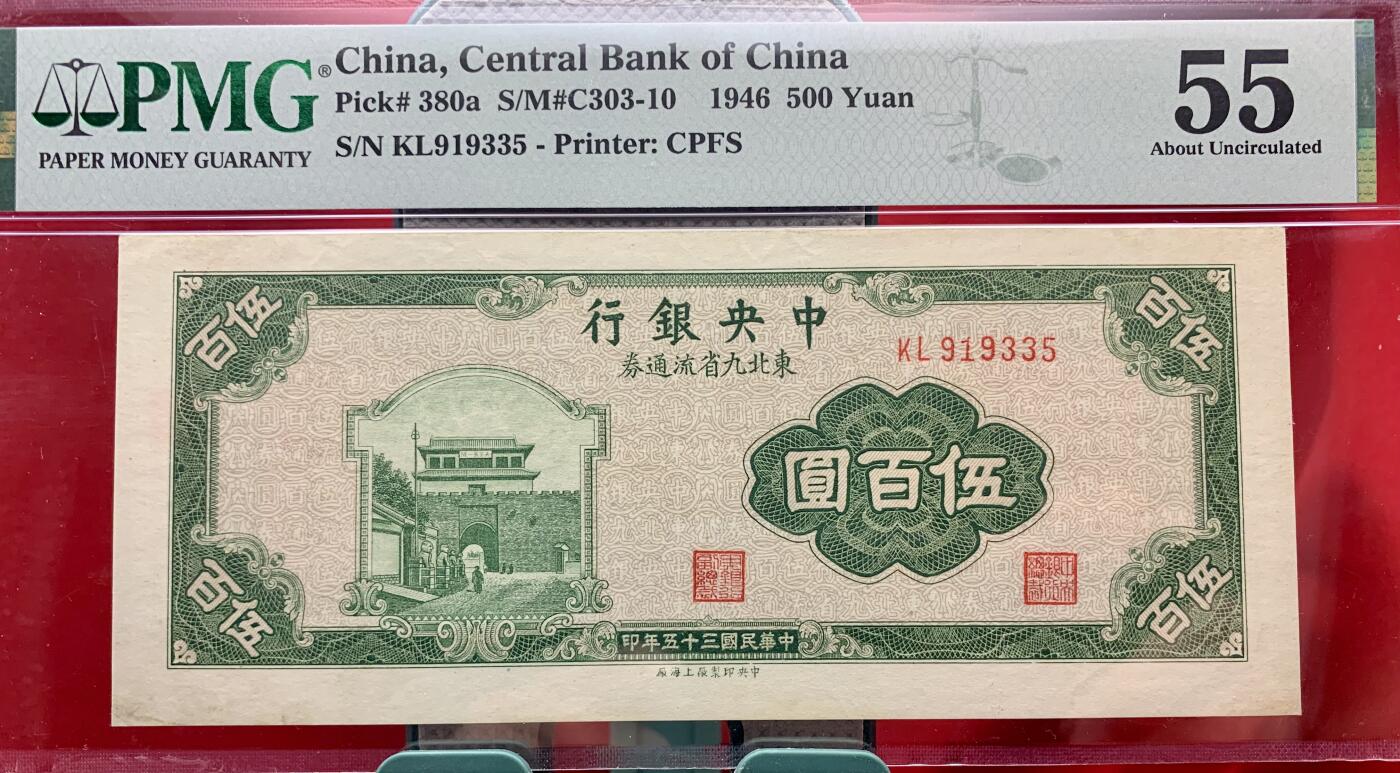 PMG®
PAPER MONEY GUARANTY
China, Central Bank of China
Pick# 380a S/M#C303-10 1946 500 Yuan
S/N KL919335 - Printer: CPFS
55
About Uncirculated
伍百
伍百
中央銀行
東北九省流通券
KL919335
伍百圓
伍百
伍百
中華民國三十五年印
中央印製廠上海廠